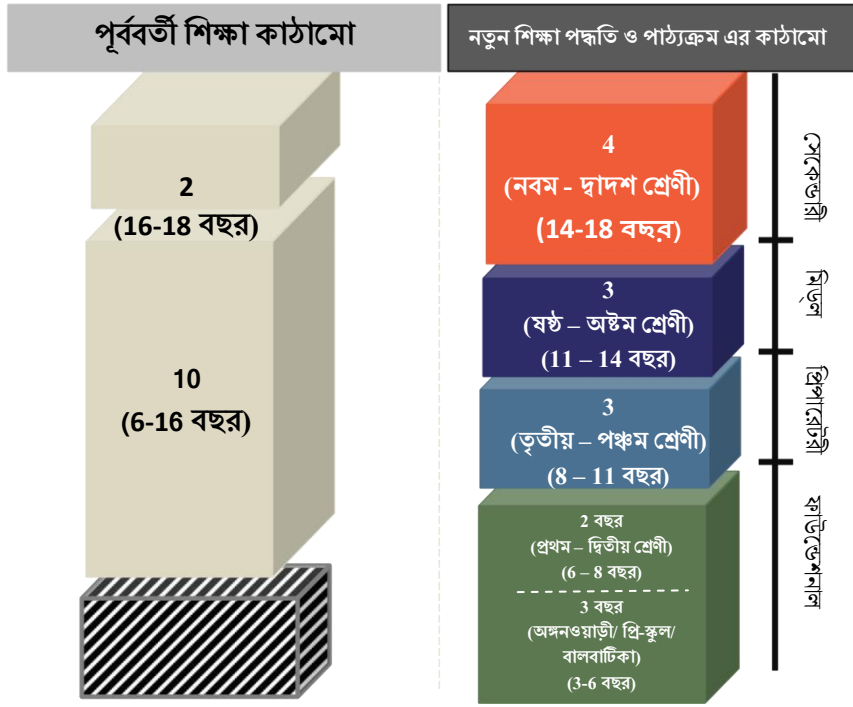 পূর্ববর্তী শিক্ষা কাঠামো
2
(16-18 বছর)
10
(6-16 বছর)
নতুন শিক্ষা পদ্ধতি ও পাঠ্যক্রম এর কাঠামো
4
(নবম - দ্বাদশ শ্রেণী)
(14-18 বছর)
সেকেন্ডারী
3
(ষষ্ঠ – অষ্টম শ্রেণী)
(11 – 14 বছর)
মিড্ল
3
(তৃতীয় – পঞ্চম শ্রেণী)
(8 – 11 বছর)
প্রিপারেটরী
2 বছর
(প্রথম – দ্বিতীয় শ্রেণী)
(6 – 8 বছর)
3 বছর
(অঙ্গনওয়াড়ী/ প্রি-স্কুল/
বালবাটিকা)
(3-6 বছর)
ফাউন্ডেশনাল